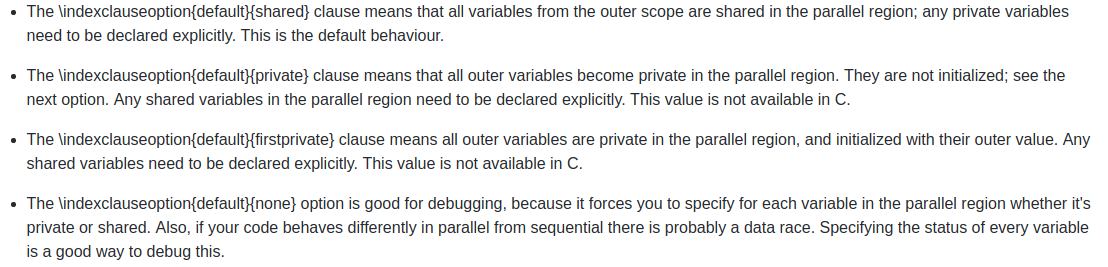 • The \indexclauseoption{default}{shared} clause means that all variables from the outer scope are shared in the parallel region; any private variables
need to be declared explicitly. This is the default behaviour.
• The \indexclauseoption{default}{private} clause means that all outer variables become private in the parallel region. They are not initialized; see the
next option. Any shared variables in the parallel region need to be declared explicitly. This value is not available in C.
• The \indexclauseoption{default}{firstprivate} clause means all outer variables are private in the parallel region, and initialized with their outer value. Any
shared variables need to be declared explicitly. This value is not available in C.
• The \indexclauseoption{default}{none} option is good for debugging, because it forces you to specify for each variable in the parallel region whether it's
private or shared. Also, if your code behaves differently in parallel from sequential there is probably a data race. Specifying the status of every variable
is a good way to debug this.